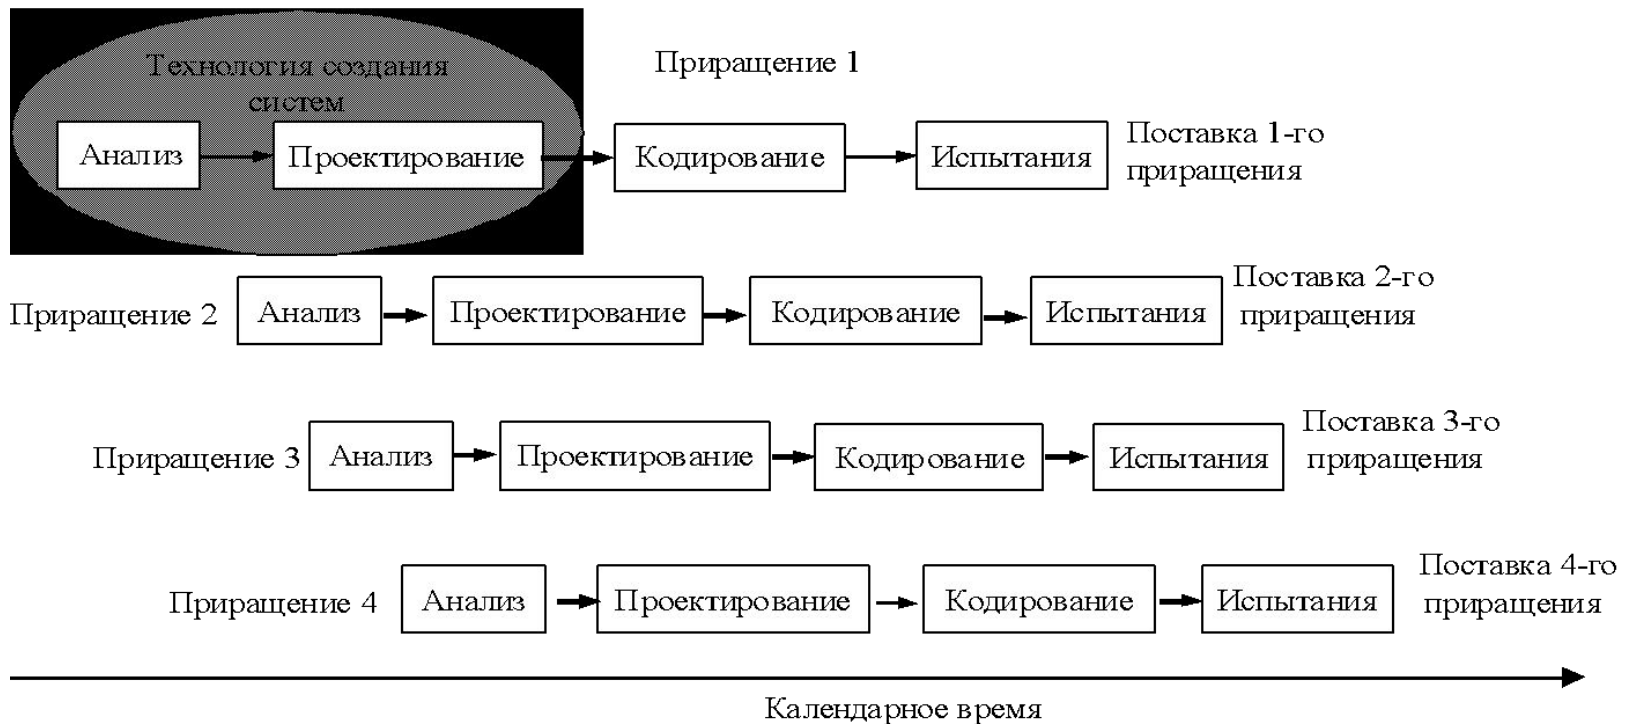 Технология создания
систем
Приращение 1
Анализ
Проектирование
Кодирование
Испытания
Поставка 1-го
приращения
Приращение 2
Анализ
Проектирование
Кодирование
Испытания
Поставка 2-го
приращения
Приращение 3
Анализ
Проектирование
Кодирование
Испытания
Поставка 3-го
приращения
Приращение 4
Анализ
Проектирование
Кодирование
Испытания
Поставка 4-го
приращения
Календарное время